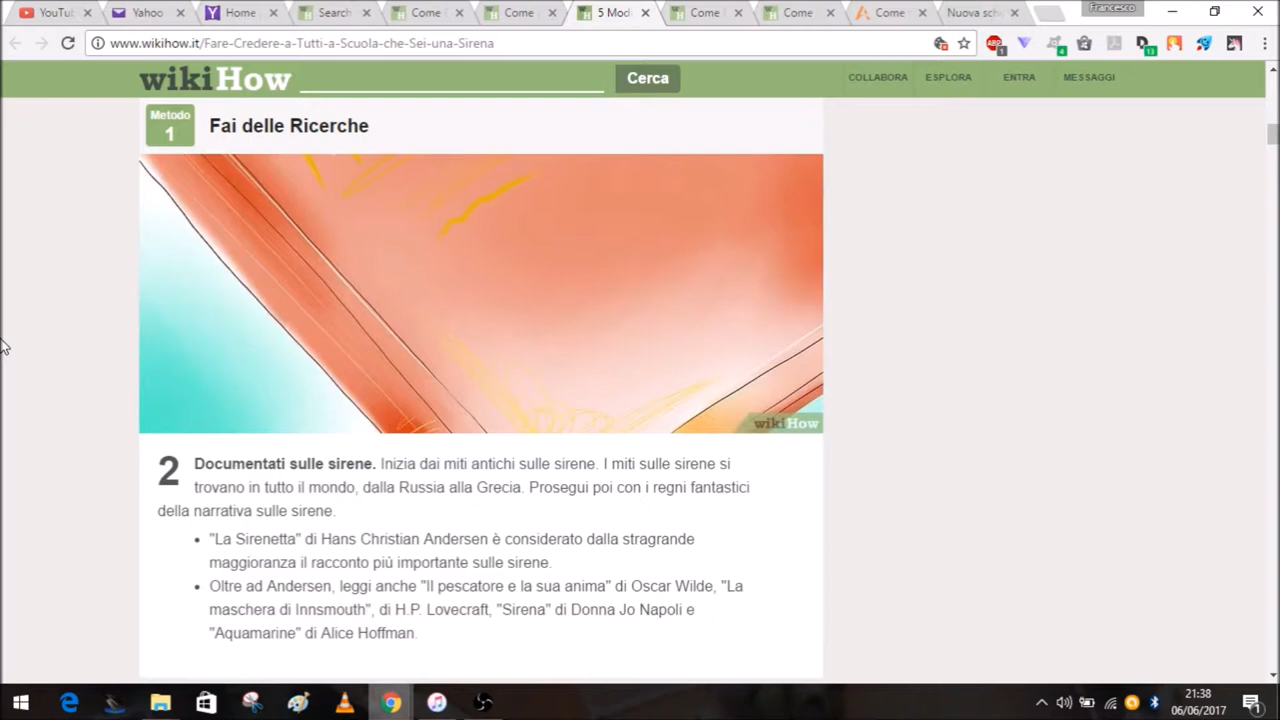 YouTub
Yahoo
Home
Search
Come
Come
5 Modi
Come
Come
Come
Nuova sch
Francesco
www.wikihow.it/Fare-Credere-a-Tutti-a-Scuola-che-Sei-una-Sirena
1
4
13
wikiHow
Cerca
COLLABORA
ESPLORA
ENTRA
MESSAGGI
Metodo
1
Fai delle Ricerche
wikiHow
2
Documentati sulle sirene. Inizia dai miti antichi sulle sirene. I miti sulle sirene si
trovano in tutto il mondo, dalla Russia alla Grecia. Prosegui poi con i regni fantastici
della narrativa sulle sirene.
• "La Sirenetta" di Hans Christian Andersen è considerato dalla stragrande
maggioranza il racconto più importante sulle sirene.
• Oltre ad Andersen, leggi anche "Il pescatore e la sua anima" di Oscar Wilde, "La
maschera di Innsmouth", di H.P. Lovecraft, "Sirena" di Donna Jo Napoli e
"Aquamarine" di Alice Hoffman.
21:38
06/06/2017
1